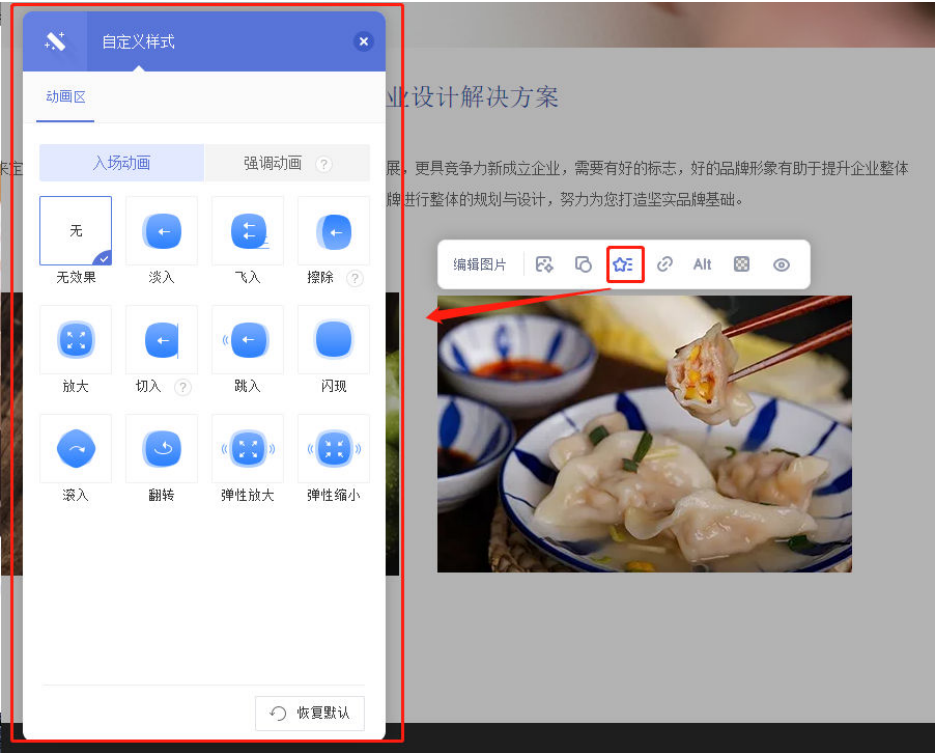 自定义样式
动画区
入场动画
强调动画 ?
无
无效果
淡入
飞入
擦除 ?
放大
切入 ?
跳入
闪现
滚入
翻转
弹性放大
弹性缩小
恢复默认
业设计解决方案
展，更具竞争力新成立企业，需要有好的标志，好的品牌形象有助于提升企业整体
牌进行整体的规划与设计，努力为您打造坚实品牌基础。
编辑图片
Alt